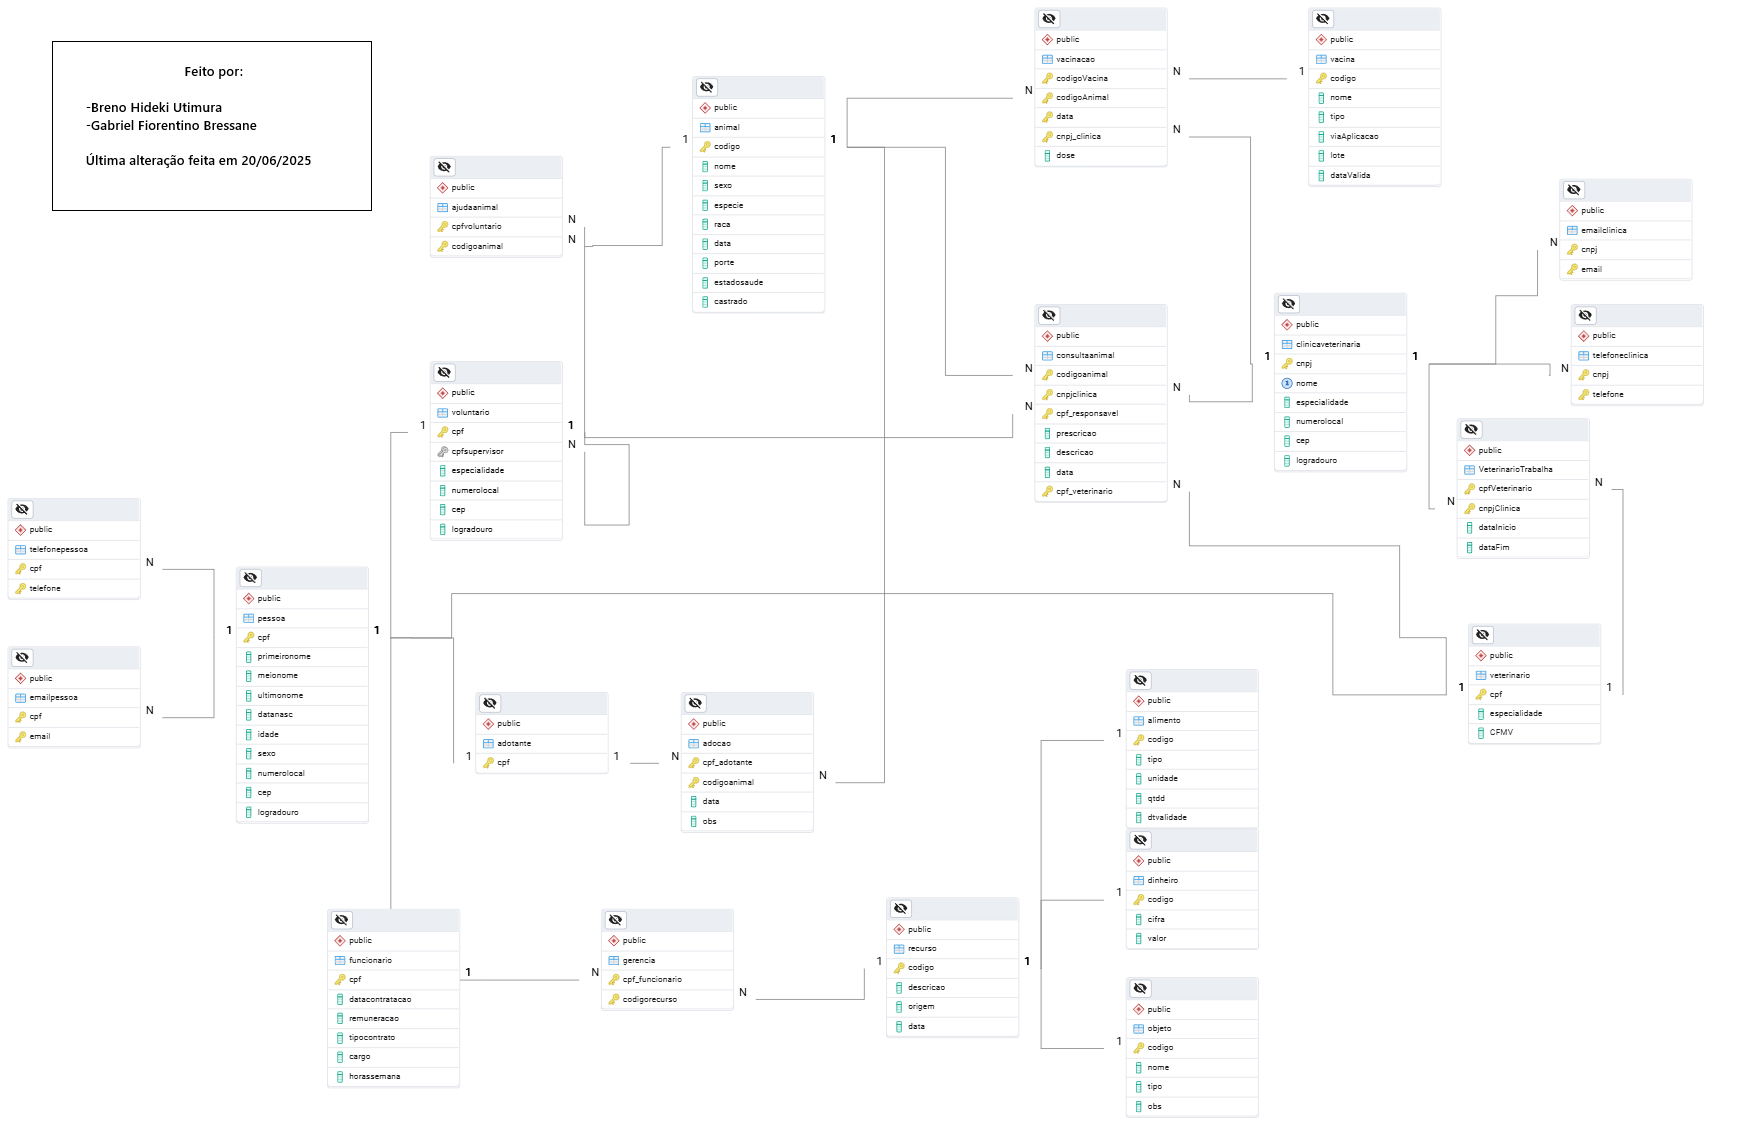 Feito por:
-Breno Hideki Utimura
-Gabriel Fiorentino Bressane
Última alteração feita em 20/06/2025
public
ajudaanimal
cpfvoluntario
codigoanimal
N
N
public
animal
codigo
nome
sexo
especie
raca
data
porte
estadosaude
castrado
1
1
public
vacinacao
codigoVacina
codigoAnimal
data
cnpj_clinica
dose
N
N
N
public
vacina
codigo
nome
tipo
viaAplicacao
lote
dataValida
1
public
emailclinica
cnpj
email
N
public
telefoneclinica
cnpj
telefone
N
public
clinicaveterinaria
cnpj
nome
especialidade
numerolocal
cep
logradouro
1
1
public
consultaanimal
codigoanimal
cnpjclinica
cpf_responsavel
prescricao
descricao
data
cpf_veterinario
N
N
N
N
public
voluntario
cpf
cpfsupervisor
especialidade
numerolocal
cep
logradouro
1
1
N
public
VeterinarioTrabalha
cpfVeterinario
cnpjClinica
dataInicio
dataFim
N
N
public
telefonepessoa
cpf
telefone
N
public
emailpessoa
cpf
email
N
public
pessoa
cpf
primeironome
meionome
ultimonome
datanasc
idade
sexo
numerolocal
cep
logradouro
1
1
public
veterinario
cpf
especialidade
CFMV
1
1
public
adotante
cpf
1
1
public
adocao
cpf_adotante
codigoanimal
data
obs
N
N
public
alimento
codigo
tipo
unidade
qtdd
dtvalidade
1
public
dinheiro
codigo
cifra
valor
1
public
objeto
codigo
nome
tipo
obs
1
public
funcionario
cpf
datacontratacao
remuneracao
tipocontrato
cargo
horassemana
1
public
gerencia
cpf_funcionario
codigorecurso
N
N
public
recurso
codigo
descricao
origem
data
1
1